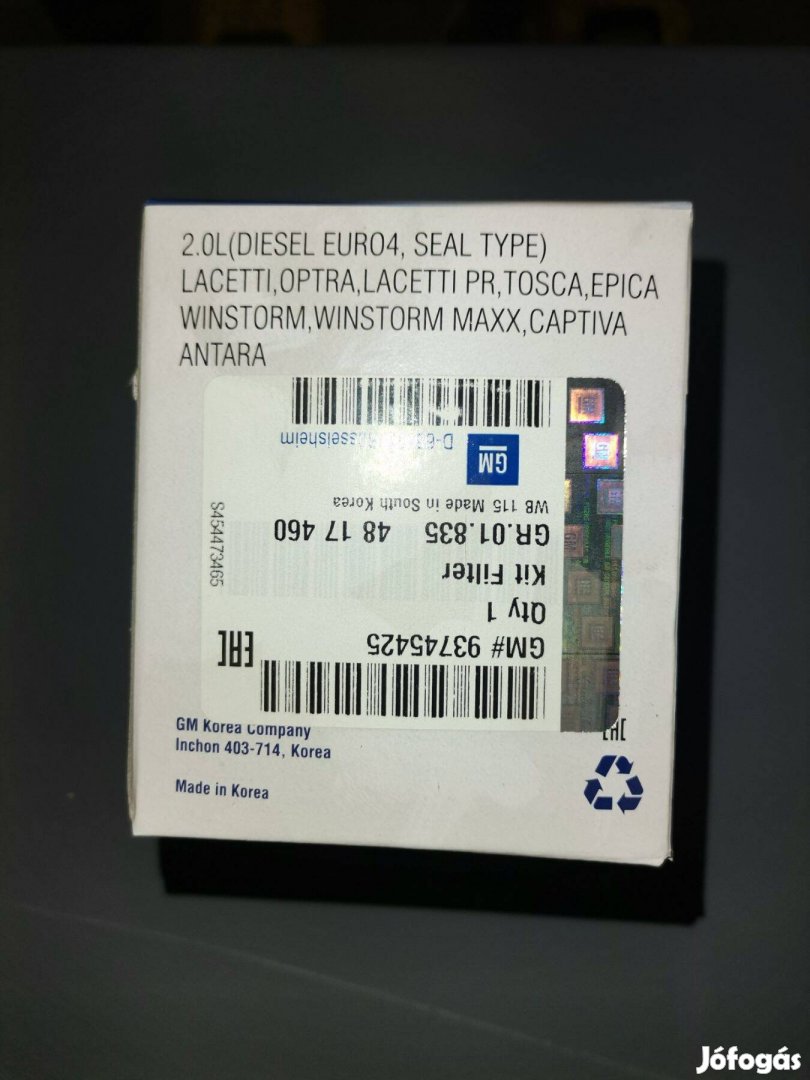 2.0L(DIESEL EURO4, SEAL TYPE)
LACETTI,OPTRA,LACETTI PR,TOSCA,EPICA
WINSTORM,WINSTORM MAXX,CAPTIVA
ANTARA
GM# 93745425
EAC
Qty 1
Kit Filter
GR.01.835 48 17 460
WB 115 Made in South Korea
GM
S454473465
GM Korea Company
Inchon 403-714, Korea
Made in Korea
Jófogás